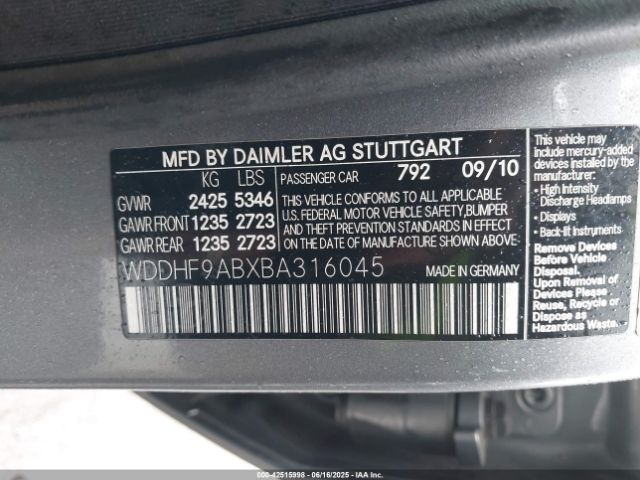 MFD BY DAIMLER AG STUTTGART
KG LBS
GVWR 2425 5346
GAWR FRONT 1235 2723
GAWR REAR 1235 2723
PASSENGER CAR 792 09/10
THIS VEHICLE CONFORMS TO ALL APPLICABLE
U.S. FEDERAL MOTOR VEHICLE SAFETY, BUMPER
AND THEFT PREVENTION STANDARDS IN EFFECT
ON THE DATE OF MANUFACTURE SHOWN ABOVE
WDDHF9ABXBA316045 MADE IN GERMANY
This vehicle may
include mercury-added
devices installed by the
manufacturer:
• High Intensity
Discharge Headlamps
• Displays
• Back-lit Instruments
Remove Devices
Before Vehicle
Disposal.
Upon Removal of
Devices Please
Reuse, Recycle or
Dispose as
Hazardous Waste.
000-42515998 - 06/16/2025 - IAAI.COM